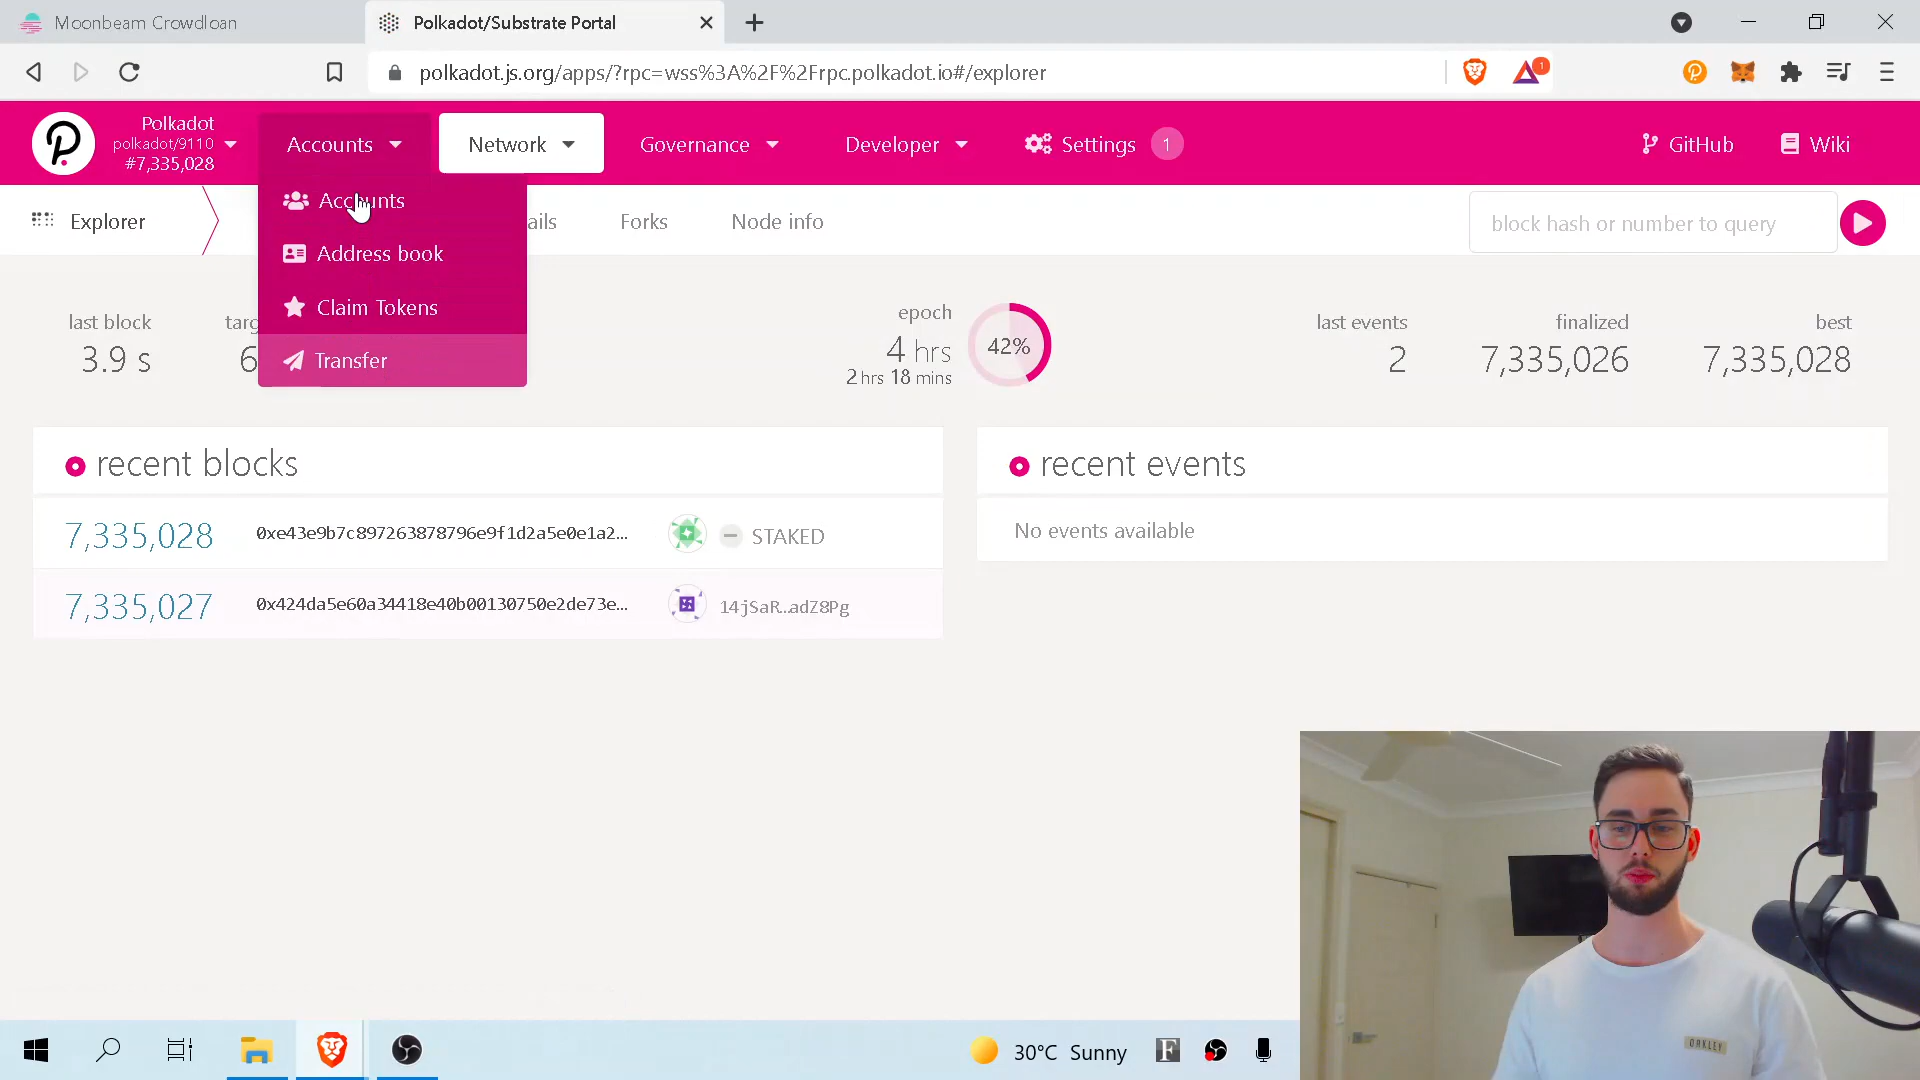 Moonbeam Crowdloan
Polkadot/Substrate Portal
polkadot.js.org/apps/?rpc=wss%3A%2F%2Frpc.polkadot.io#/explorer
1
Polkadot
polkadot/9110
#7,335,028
Accounts
Network
Governance
Developer
Settings
1
GitHub
Wiki
Accounts
Address book
Claim Tokens
Transfer
Explorer
ails
Forks
Node info
block hash or number to query
last block
3.9 s
targ
6
epoch
4 hrs
2 hrs 18 mins
42%
last events
2
finalized
7,335,026
best
7,335,028
recent blocks
7,335,028
0xe43e9b7c897263878796e9f1d2a5e0e1a2...
STAKED
7,335,027
0x424da5e60a34418e40b00130750e2de73e...
14jSaR..adZ8Pg
recent events
No events available
30°C Sunny
F